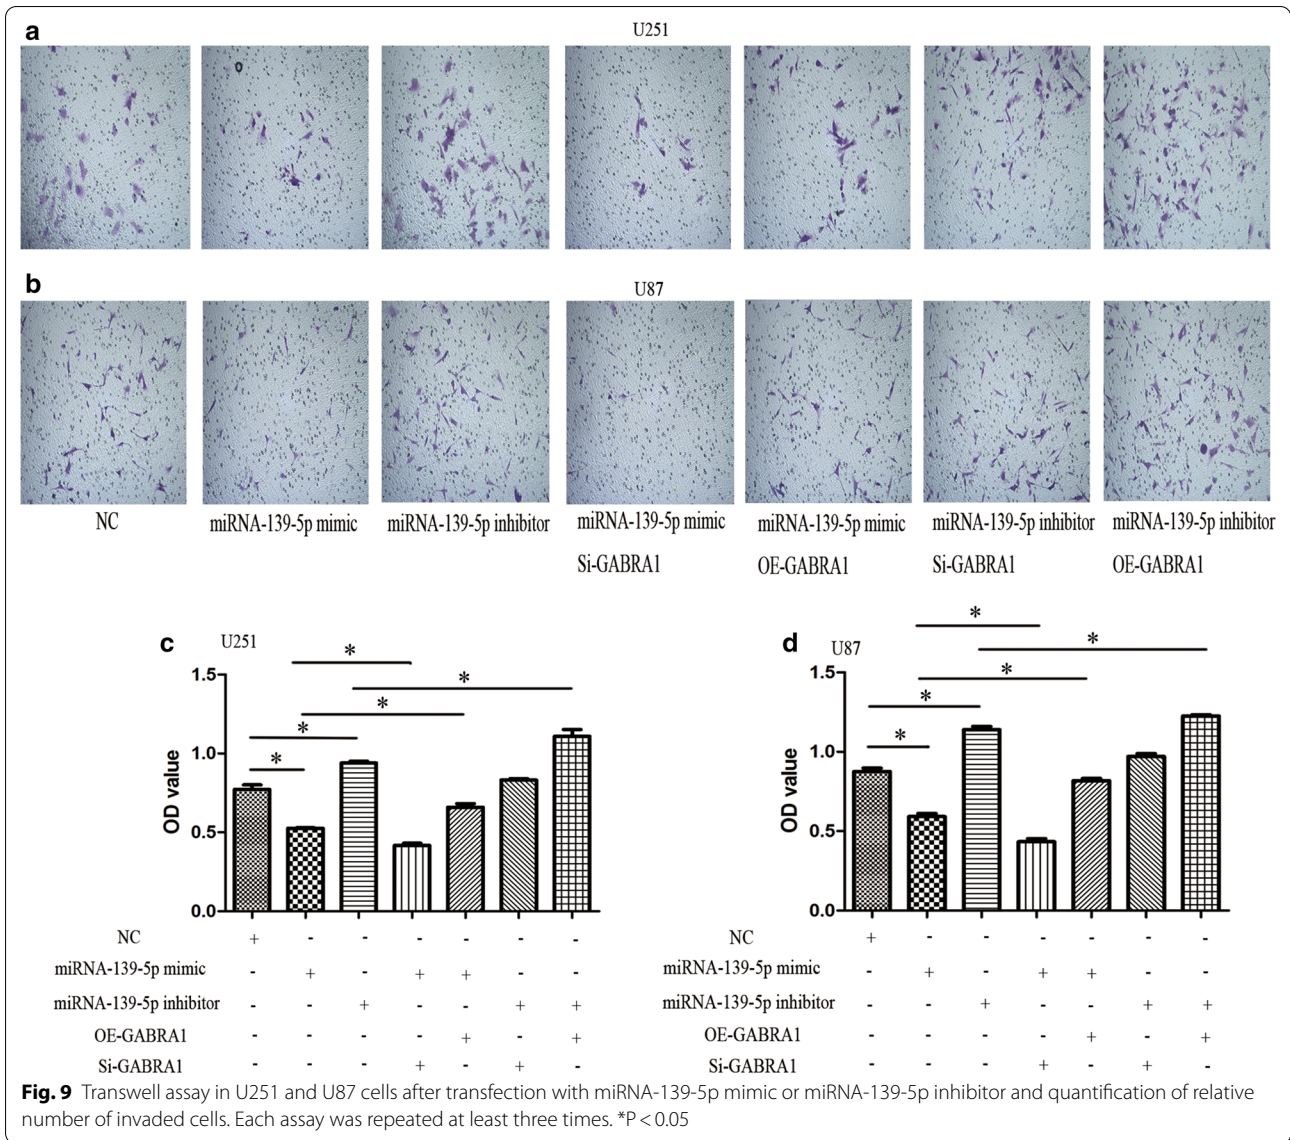 a
U251
b
U87
NC miRNA-139-5p mimic miRNA-139-5p inhibitor miRNA-139-5p mimic miRNA-139-5p mimic miRNA-139-5p inhibitor miRNA-139-5p inhibitor
Si-GABRA1 OE-GABRA1 Si-GABRA1 OE-GABRA1
c
U251
* * * * *
1.5
1.0
0.5
0.0
OD value
NC + - - - - - -
miRNA-139-5p mimic - + - + + - -
miRNA-139-5p inhibitor - - + - - + +
OE-GABRA1 - - - - + - +
Si-GABRA1 - - - + - + -
d
U87
* * * * *
1.5
1.0
0.5
0.0
OD value
NC + - - - - - -
miRNA-139-5p mimic - + - + + - -
miRNA-139-5p inhibitor - - + - - + +
OE-GABRA1 - - - - + - +
Si-GABRA1 - - - + - + -
Fig. 9 Transwell assay in U251 and U87 cells after transfection with miRNA-139-5p mimic or miRNA-139-5p inhibitor and quantification of relative
number of invaded cells. Each assay was repeated at least three times. *P < 0.05